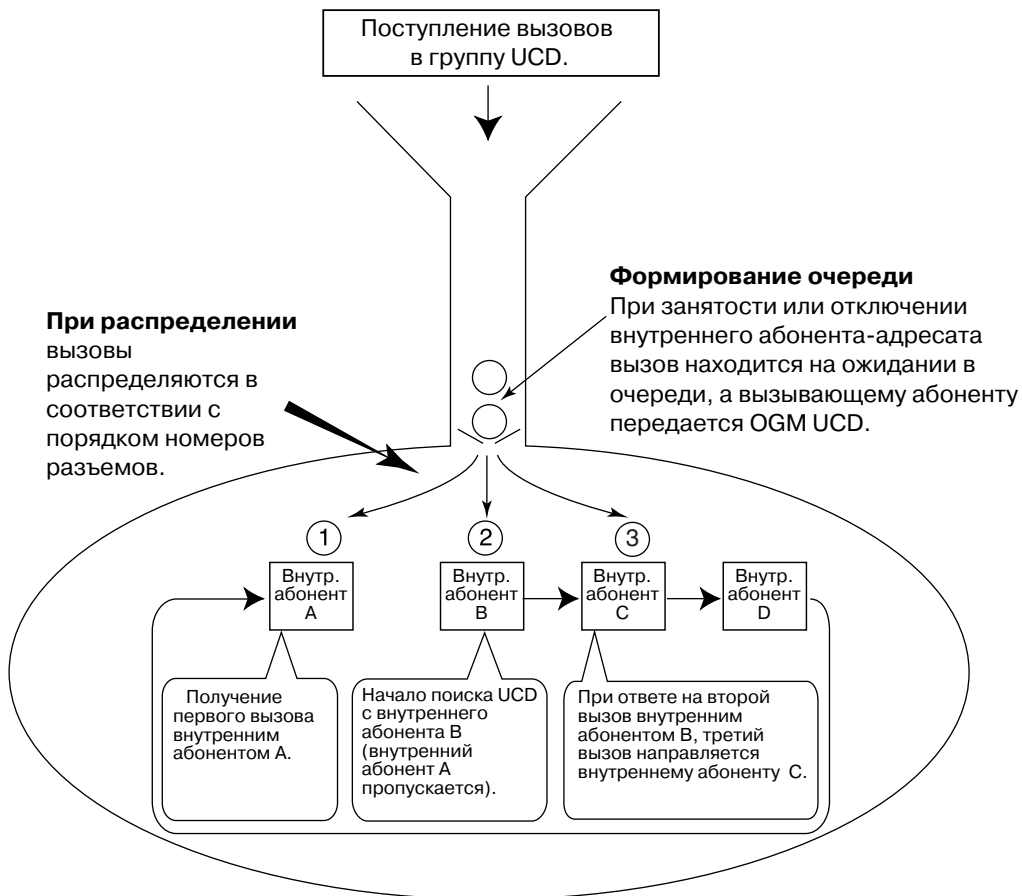 Поступление вызовов
в группу UCD.
Формирование очереди
При занятости или отключении
внутреннего абонента-адресата
вызов находится на ожидании в
очереди, а вызывающему абоненту
передается OGM UCD.
При распределении
вызовы
распределяются в
соответствии с
порядком номеров
разъемов.
1
2
3
Внутр.
абонент
A
Внутр.
абонент
B
Внутр.
абонент
C
Внутр.
абонент
D
Получение
первого вызова
внутренним
абонентом A.
Начало поиска UCD
с внутреннего
абонента B
(внутренний
абонент A
пропускается).
При ответе на второй
вызов внутренним
абонентом B, третий
вызов направляется
внутреннему абоненту C.